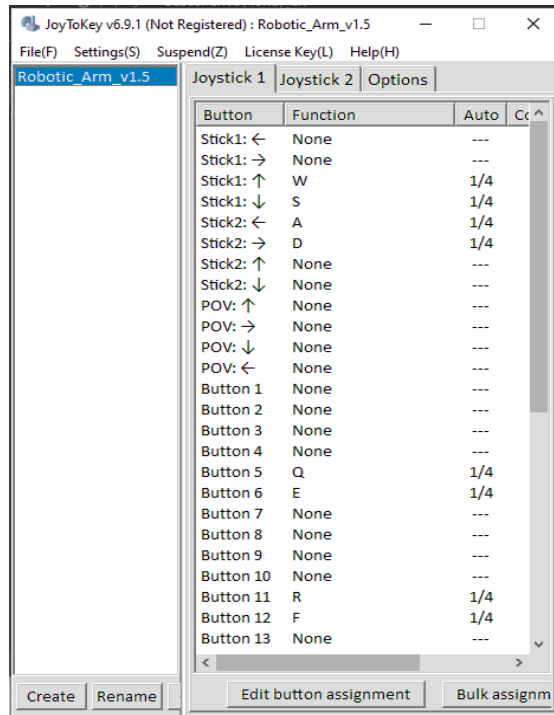 JoyToKey v6.9.1 (Not Registered) : Robotic_Arm_v1.5
File(F) Settings(S) Suspend(Z) License Key(L) Help(H)
Robotic_Arm_v1.5
Joystick 1 Joystick 2 Options
Button Function Auto
Stick1: ← None ---
Stick1: → None ---
Stick1: ↑ W 1/4
Stick1: ↓ S 1/4
Stick2: ← A 1/4
Stick2: → D 1/4
Stick2: ↑ None ---
Stick2: ↓ None ---
POV: ↑ None ---
POV: → None ---
POV: ↓ None ---
POV: ← None ---
Button 1 None ---
Button 2 None ---
Button 3 None ---
Button 4 None ---
Button 5 Q 1/4
Button 6 E 1/4
Button 7 None ---
Button 8 None ---
Button 9 None ---
Button 10 None ---
Button 11 R 1/4
Button 12 F 1/4
Button 13 None ---
Create Rename Edit button assignment Bulk assignm